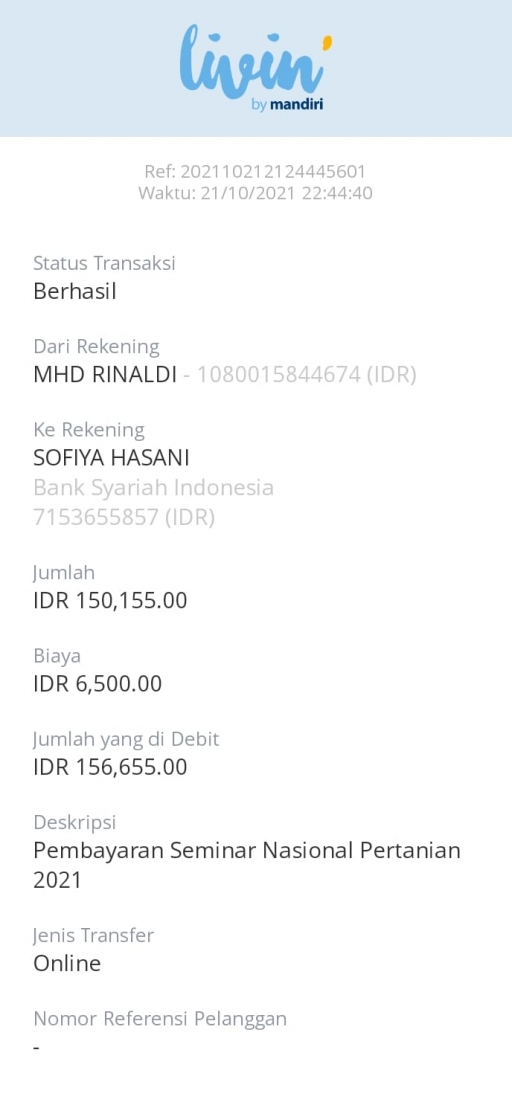 livin'
by mandiri
Ref: 202110212124445601
Waktu: 21/10/2021 22:44:40
Status Transaksi
Berhasil
Dari Rekening
MHD RINALDI - 1080015844674 (IDR)
Ke Rekening
SOFIYA HASANI
Bank Syariah Indonesia
7153655857 (IDR)
Jumlah
IDR 150,155.00
Biaya
IDR 6,500.00
Jumlah yang di Debit
IDR 156,655.00
Deskripsi
Pembayaran Seminar Nasional Pertanian
2021
Jenis Transfer
Online
Nomor Referensi Pelanggan
-